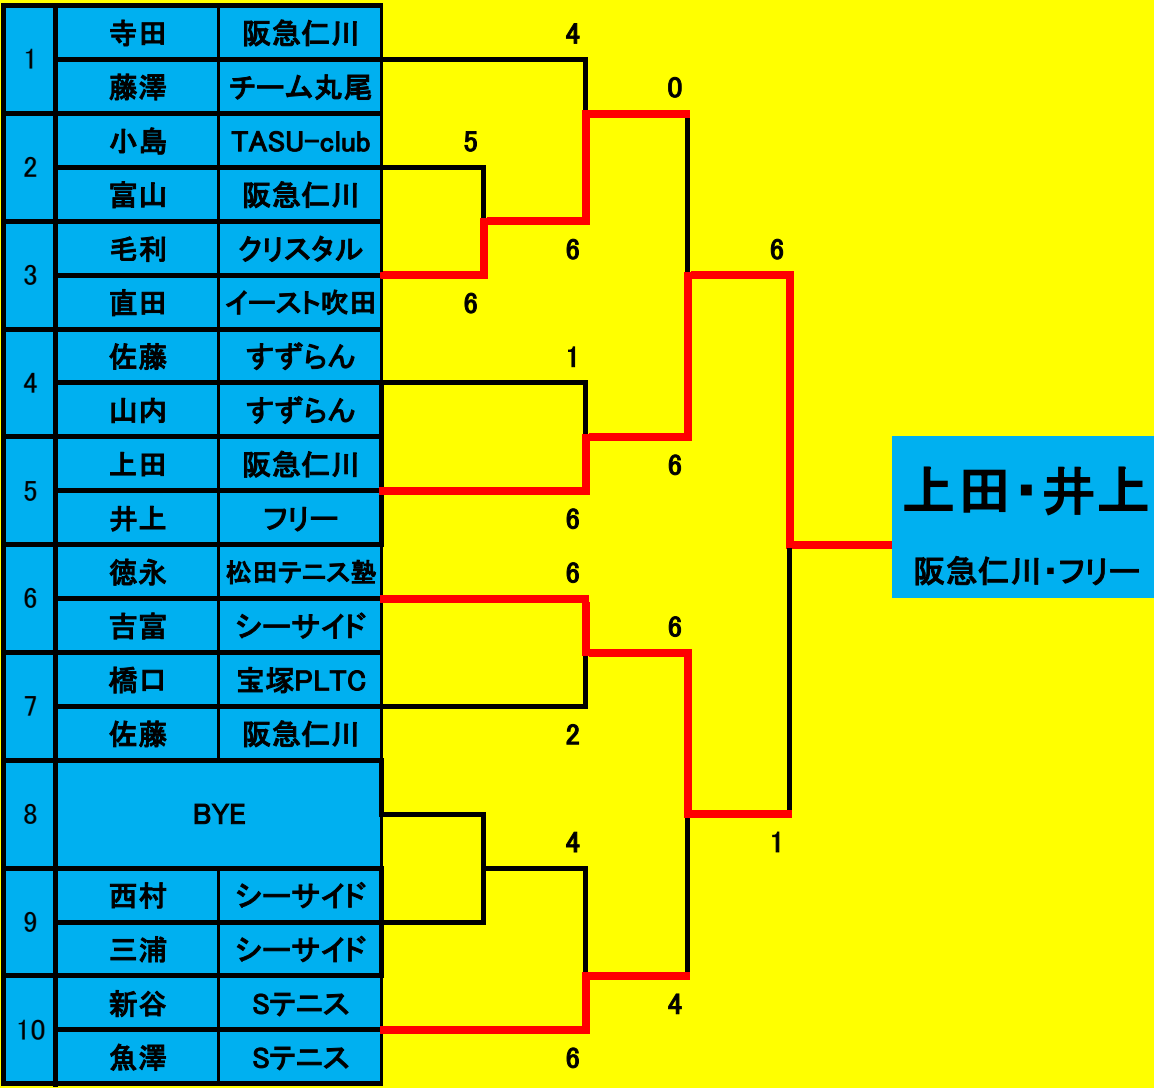 1
寺田 阪急仁川
藤澤 チーム丸尾
4
0
2
小島 TASU-club
富山 阪急仁川
5
3
毛利 クリスタル
直田 イースト吹田
6
6
6
4
佐藤 すずらん
山内 すずらん
1
5
上田 阪急仁川
井上 フリー
6
6
上田・井上
阪急仁川・フリー
6
徳永 松田テニス塾
吉富 シーサイド
6
6
7
橋口 宝塚PLTC
佐藤 阪急仁川
2
8
BYE
4
1
9
西村 シーサイド
三浦 シーサイド
10
新谷 Sテニス
魚澤 Sテニス
4
6